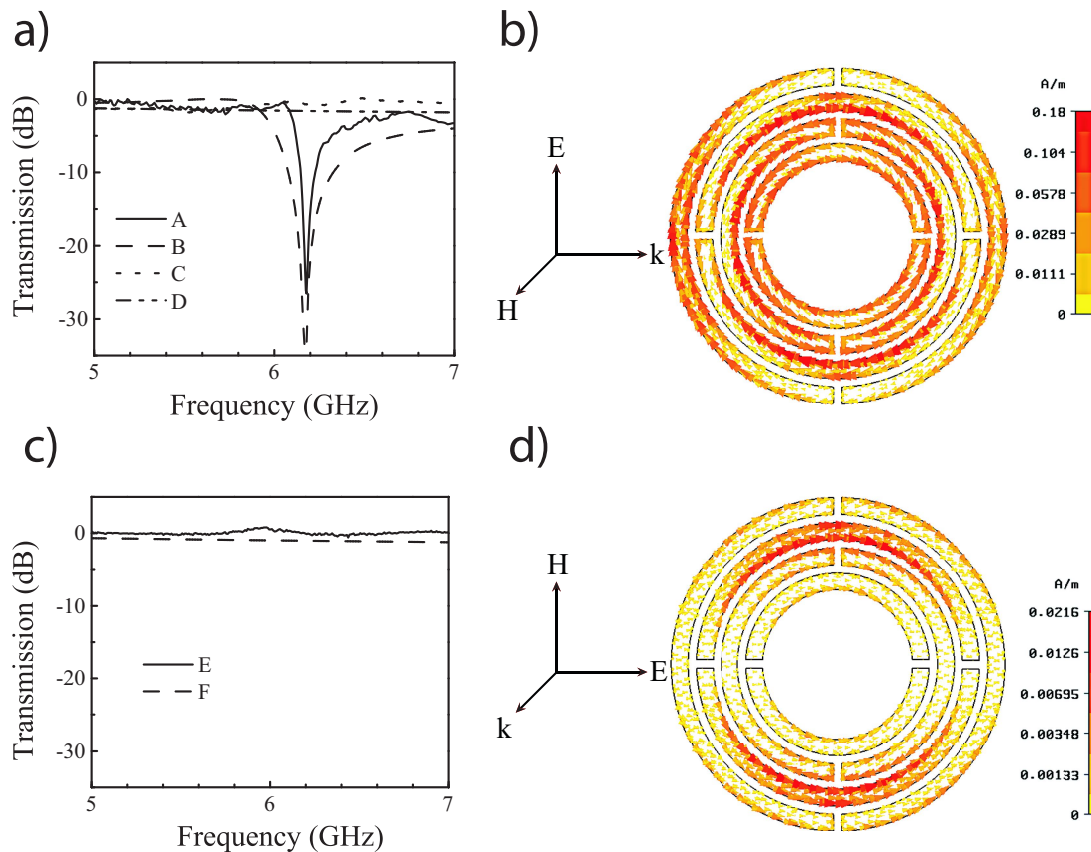 a)
Transmission (dB)
0
-10
-20
-30
A
B
C
D
5
6
7
Frequency (GHz)
b)
E
k
H
A/m
0.18
0.104
0.0578
0.0289
0.0111
0
c)
Transmission (dB)
0
-10
-20
-30
E
F
5
6
7
Frequency (GHz)
d)
H
E
k
A/m
0.0216
0.0126
0.00695
0.00348
0.00133
0